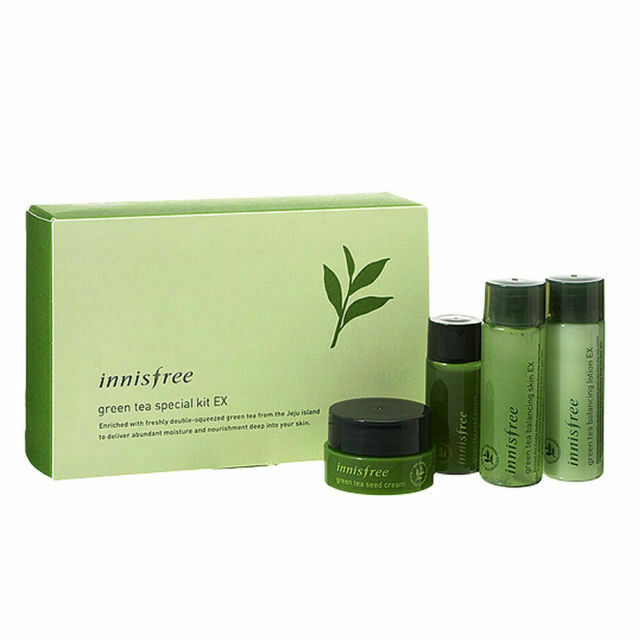 innisfree
green tea special kit EX
Enriched with freshly double-squeezed green tea from the Jeju island
to deliver abundant moisture and nourishment deep into your skin.
innisfree
green tea seed cream
innisfree
green tea balancing skin EX
innisfree
green tea balancing lotion EX